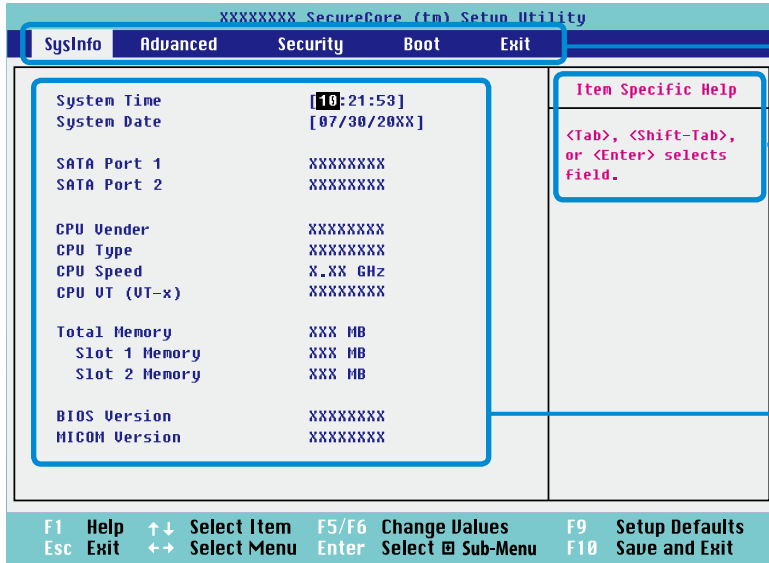 XXXXXXXX SecureCore (tm) Setup Utility
SysInfo Advanced Security Boot Exit
System Time [10:21:53]
System Date [07/30/20XX]
SATA Port 1 XXXXXXXX
SATA Port 2 XXXXXXXX
CPU Vender XXXXXXXX
CPU Type XXXXXXXX
CPU Speed X.XX GHz
CPU VT (VT-x) XXXXXXXX
Total Memory XXX MB
Slot 1 Memory XXX MB
Slot 2 Memory XXX MB
BIOS Version XXXXXXXX
MICOM Version XXXXXXXX
Item Specific Help
<Tab>, <Shift-Tab>,
or <Enter> selects
field.
F1 Help ↑↓ Select Item F5/F6 Change Values F9 Setup Defaults
Esc Exit ←→ Select Menu Enter Select ⊡ Sub-Menu F10 Save and Exit